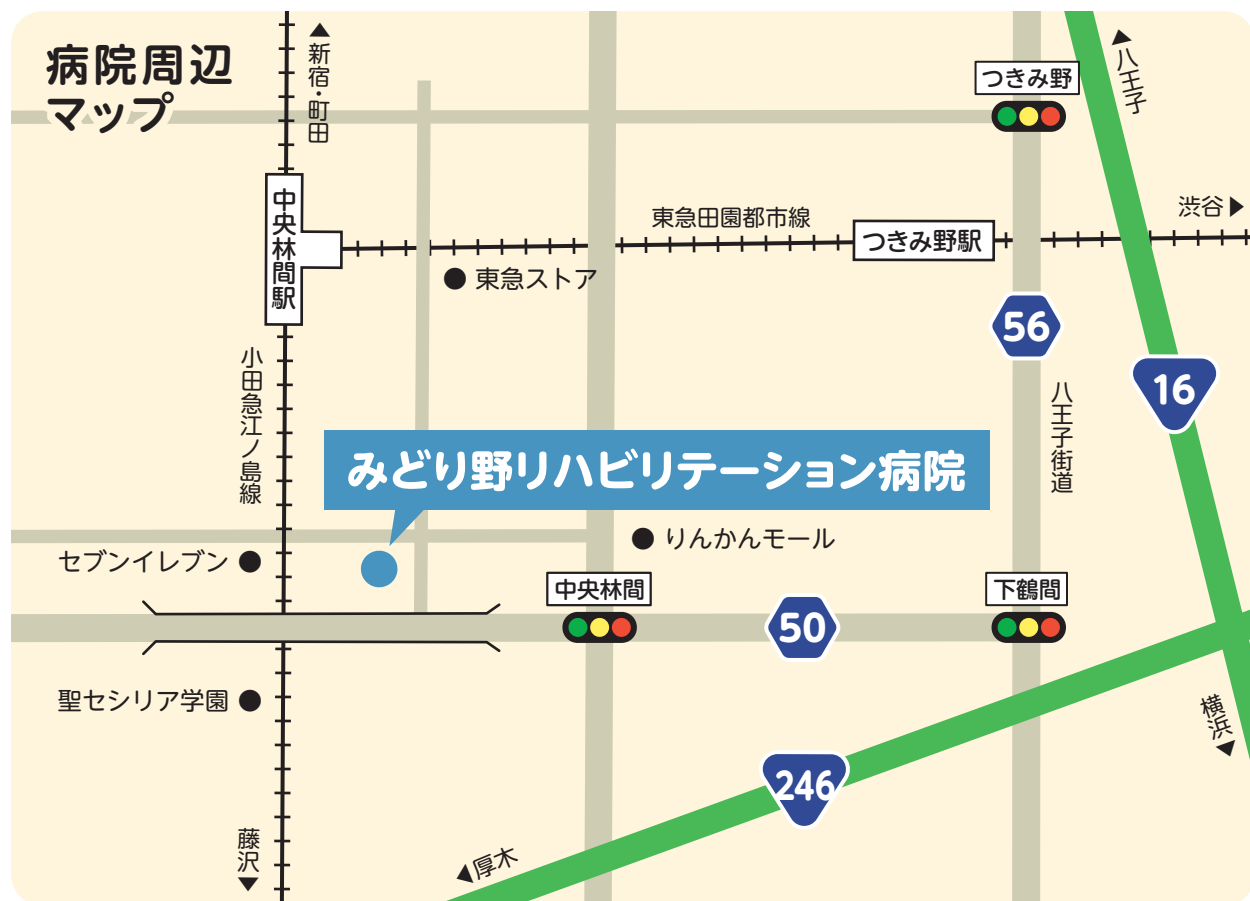 病院周辺
マップ
▲新宿・町田
つきみ野
▲八王子
中央林間駅
東急田園都市線
つきみ野駅
渋谷▶
●東急ストア
56
16
小田急江ノ島線
八王子街道
みどり野リハビリテーション病院
セブンイレブン●
●りんかんモール
中央林間
下鶴間
50
聖セシリア学園●
横浜▼
246
藤沢▼
◀厚木